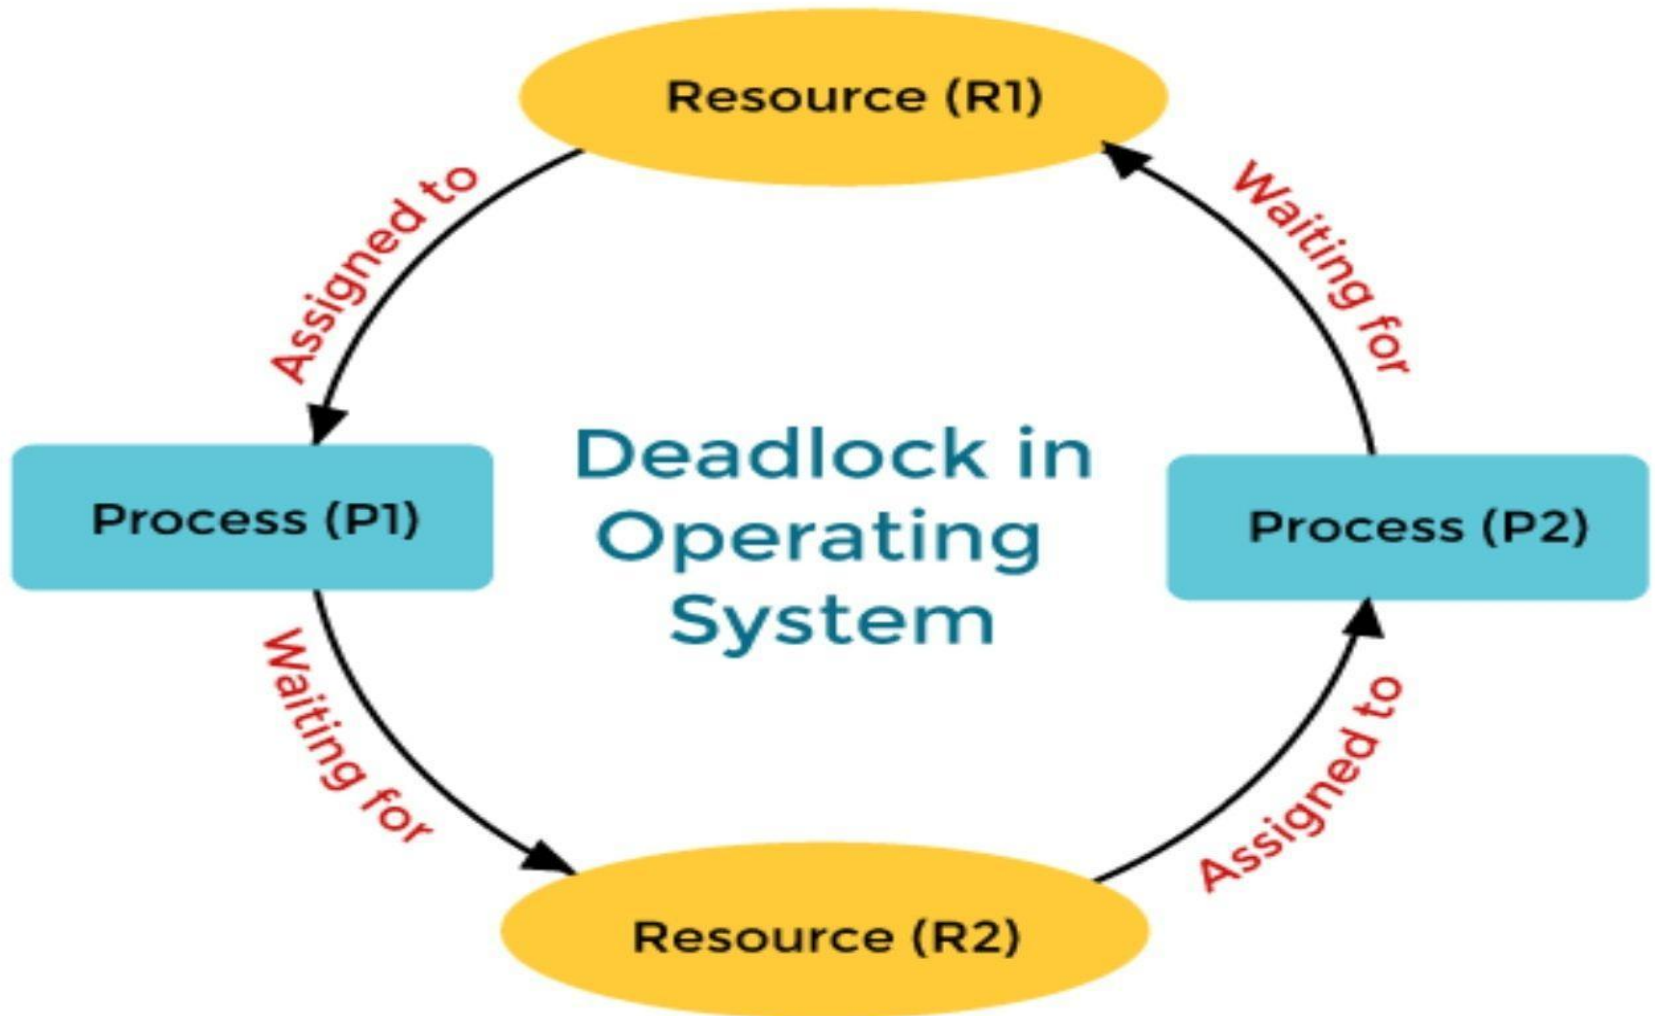 Resource (R1)
Assigned to
Waiting for
Process (P1)
Deadlock in
Operating
System
Process (P2)
Waiting for
Assigned to
Resource (R2)